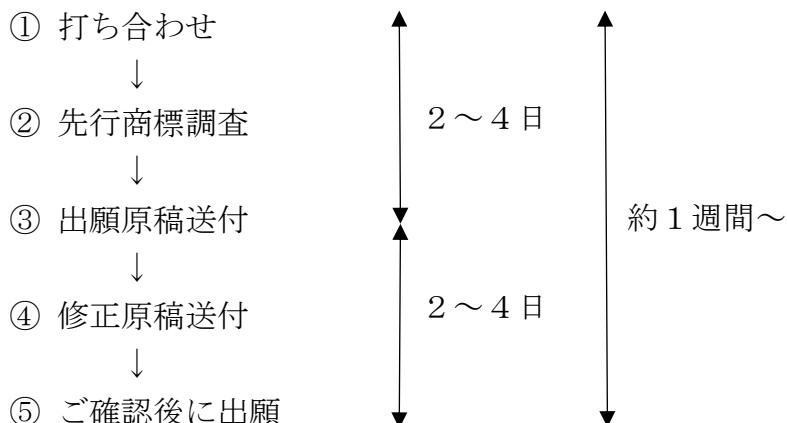 ① 打ち合わせ
↓
② 先行商標調査
２～４日
↓
③ 出願原稿送付
約１週間～
↓
④ 修正原稿送付
２～４日
↓
⑤ ご確認後に出願